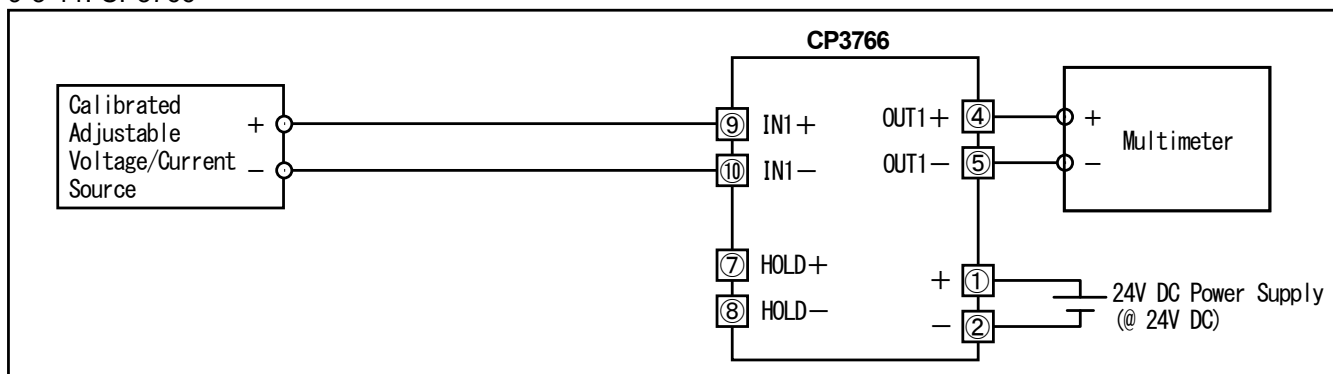 CP3766
Calibrated
Adjustable
Voltage/Current
Source
+
−
⑨ IN1+
⑩ IN1−
⑦ HOLD+
⑧ HOLD−
OUT1+ ④
OUT1− ⑤
+ ①
− ②
+
−
Multimeter
24V DC Power Supply
(@ 24V DC)